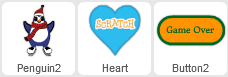 SCRATCH
Game Over
Penguin2 Heart Button2